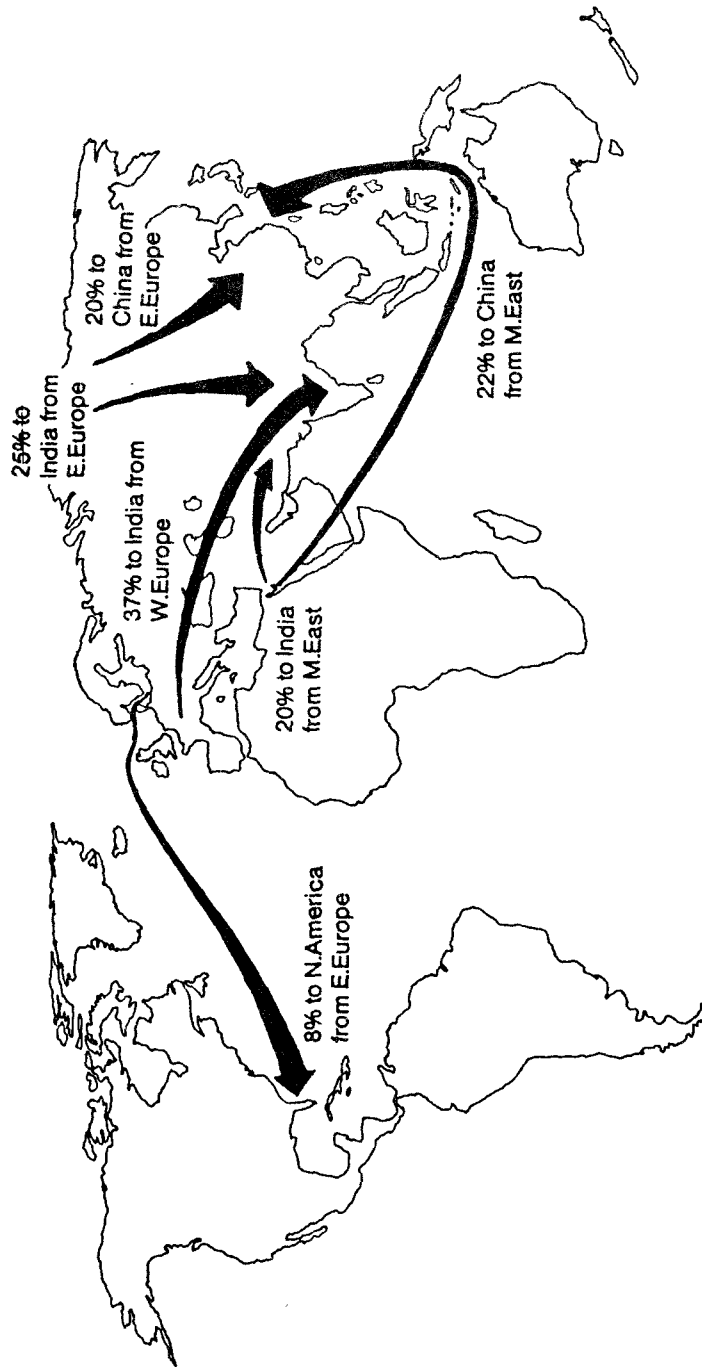 25% to
India from
E.Europe
20% to
China from
E.Europe
37% to India from
W.Europe
20% to India
from M.East
22% to China
from M.East
8% to N.America
from E.Europe